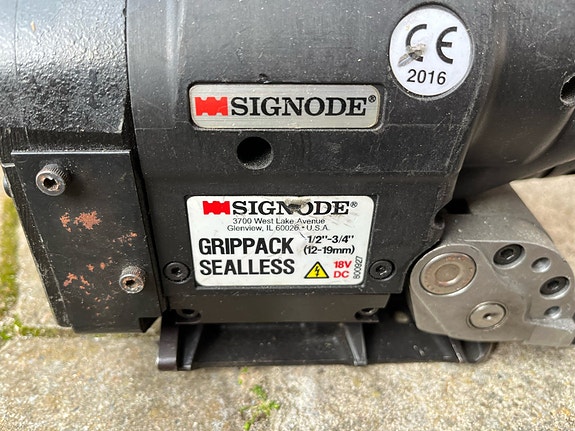 CE
2016
SIGNODE®
SIGNODE®
3700 West Lake Avenue
Glenview, IL 60026 • U.S.A.
GRIPPACK 1/2"-3/4"
SEALLESS (12-19mm)
18V
DC
800927